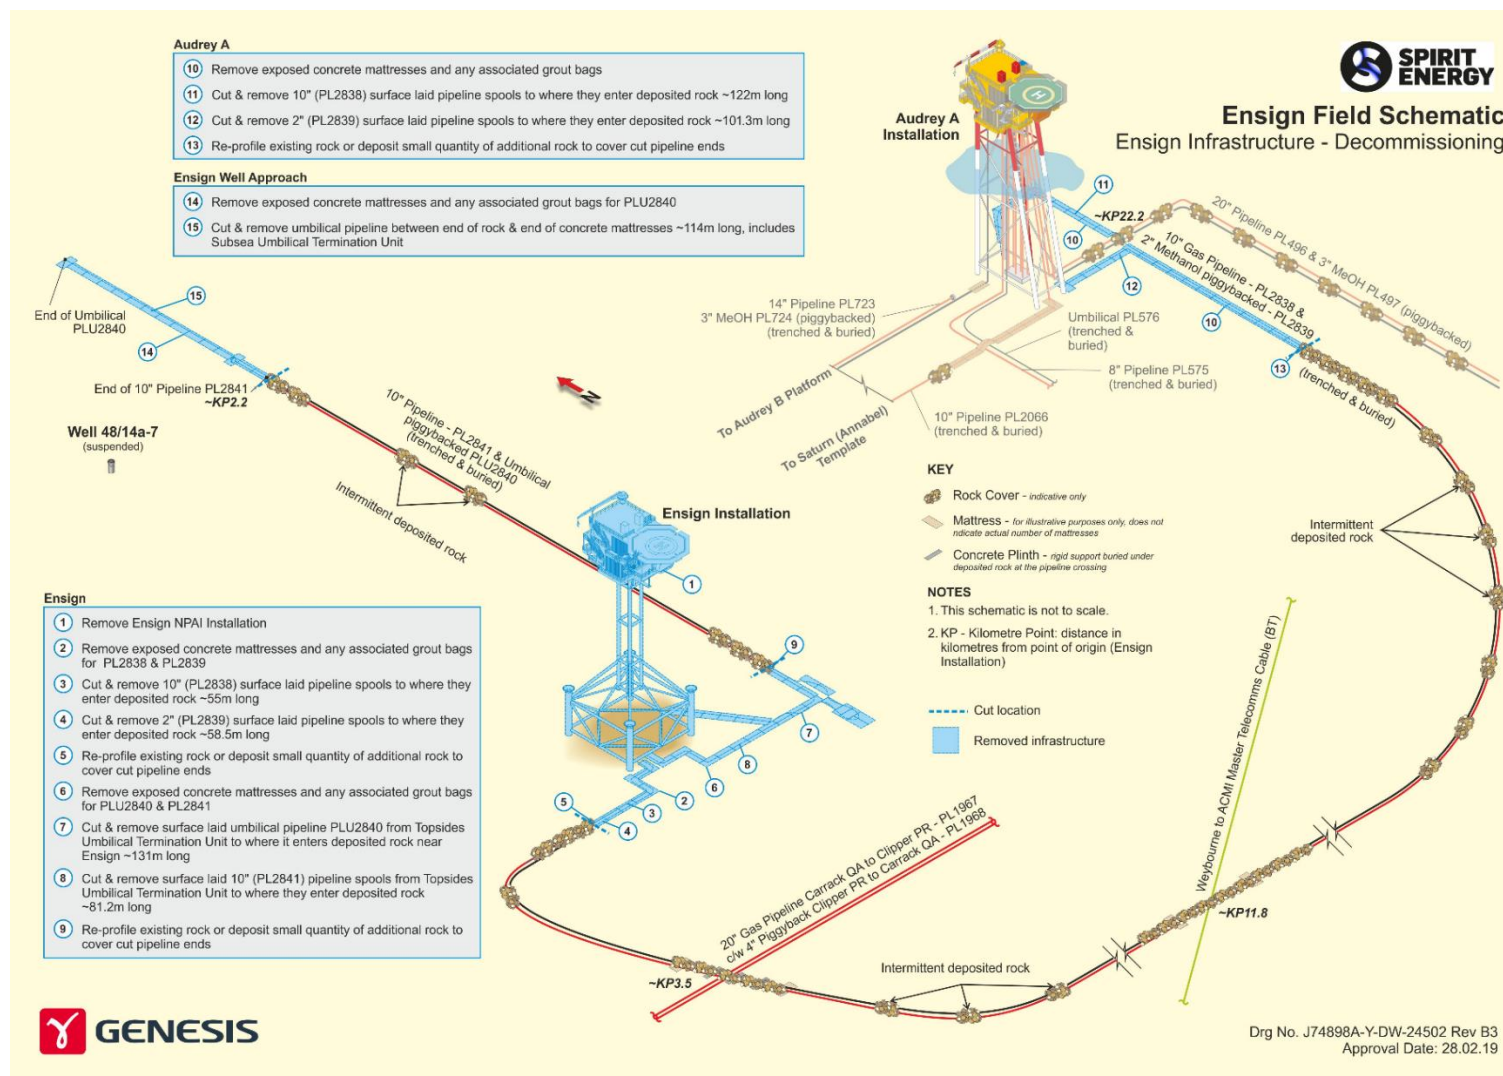 Audrey A
10 Remove exposed concrete mattresses and any associated grout bags
11 Cut & remove 10" (PL2838) surface laid pipeline spools to where they enter deposited rock ~122m long
12 Cut & remove 2" (PL2839) surface laid pipeline spools to where they enter deposited rock ~101.3m long
13 Re-profile existing rock or deposit small quantity of additional rock to cover cut pipeline ends
Ensign Well Approach
14 Remove exposed concrete mattresses and any associated grout bags for PLU2840
15 Cut & remove umbilical pipeline between end of rock & end of concrete mattresses ~114m long, includes
Subsea Umbilical Termination Unit
SPIRIT
ENERGY
Ensign Field Schematic
Ensign Infrastructure - Decommissioning
Audrey A
Installation
11
~KP22.2
10
12
20" Pipeline PL496 & 3" MeOH PL497 (piggybacked)
10" Gas Pipeline - PL2838 &
2" Methanol piggybacked - PL2839
(trenched & buried)
10
13
14" Pipeline PL723
3" MeOH PL724 (piggybacked)
(trenched & buried)
Umbilical PL576
(trenched &
buried)
8" Pipeline PL575
(trenched & buried)
10" Pipeline PL2066
(trenched & buried)
To Audrey B Platform
To Saturn (Annabel)
Template
15
End of Umbilical
PLU2840
14
End of 10" Pipeline PL2841
~KP2.2
Well 48/14a-7
(suspended)
N
10" Pipeline - PL2841 & Umbilical
piggybacked PLU2840
(trenched & buried)
Intermittent deposited rock
Ensign Installation
1
9
7
8
6
2
3
5
4
KEY
Rock Cover - indicative only
Mattress - for illustrative purposes only, does not
ndicate actual number of mattresses
Concrete Plinth - rigid support buried under
deposited rock at the pipeline crossing
NOTES
1. This schematic is not to scale.
2. KP - Kilometre Point: distance in
kilometres from point of origin (Ensign
Installation)
Cut location
Removed infrastructure
Intermittent
deposited rock
Weybourne to ACMI Master Telecomms Cable (BT)
~KP11.8
Ensign
1 Remove Ensign NPAI Installation
2 Remove exposed concrete mattresses and any associated grout bags
for PL2838 & PL2839
3 Cut & remove 10" (PL2838) surface laid pipeline spools to where they
enter deposited rock ~55m long
4 Cut & remove 2" (PL2839) surface laid pipeline spools to where they
enter deposited rock ~58.5m long
5 Re-profile existing rock or deposit small quantity of additional rock to
cover cut pipeline ends
6 Remove exposed concrete mattresses and any associated grout bags
for PLU2840 & PL2841
7 Cut & remove surface laid umbilical pipeline PLU2840 from Topsides
Umbilical Termination Unit to where it enters deposited rock near
Ensign ~131m long
8 Cut & remove surface laid 10" (PL2841) pipeline spools from Topsides
Umbilical Termination Unit to where they enter deposited rock
~81.2m long
9 Re-profile existing rock or deposit small quantity of additional rock to
cover cut pipeline ends
20" Gas Pipeline Carrack QA to Clipper PR - PL1967
c/w 4" Piggyback Clipper PR to Carrack QA - PL1968
~KP3.5
Intermittent deposited rock
GENESIS
Drg No. J74898A-Y-DW-24502 Rev B3
Approval Date: 28.02.19